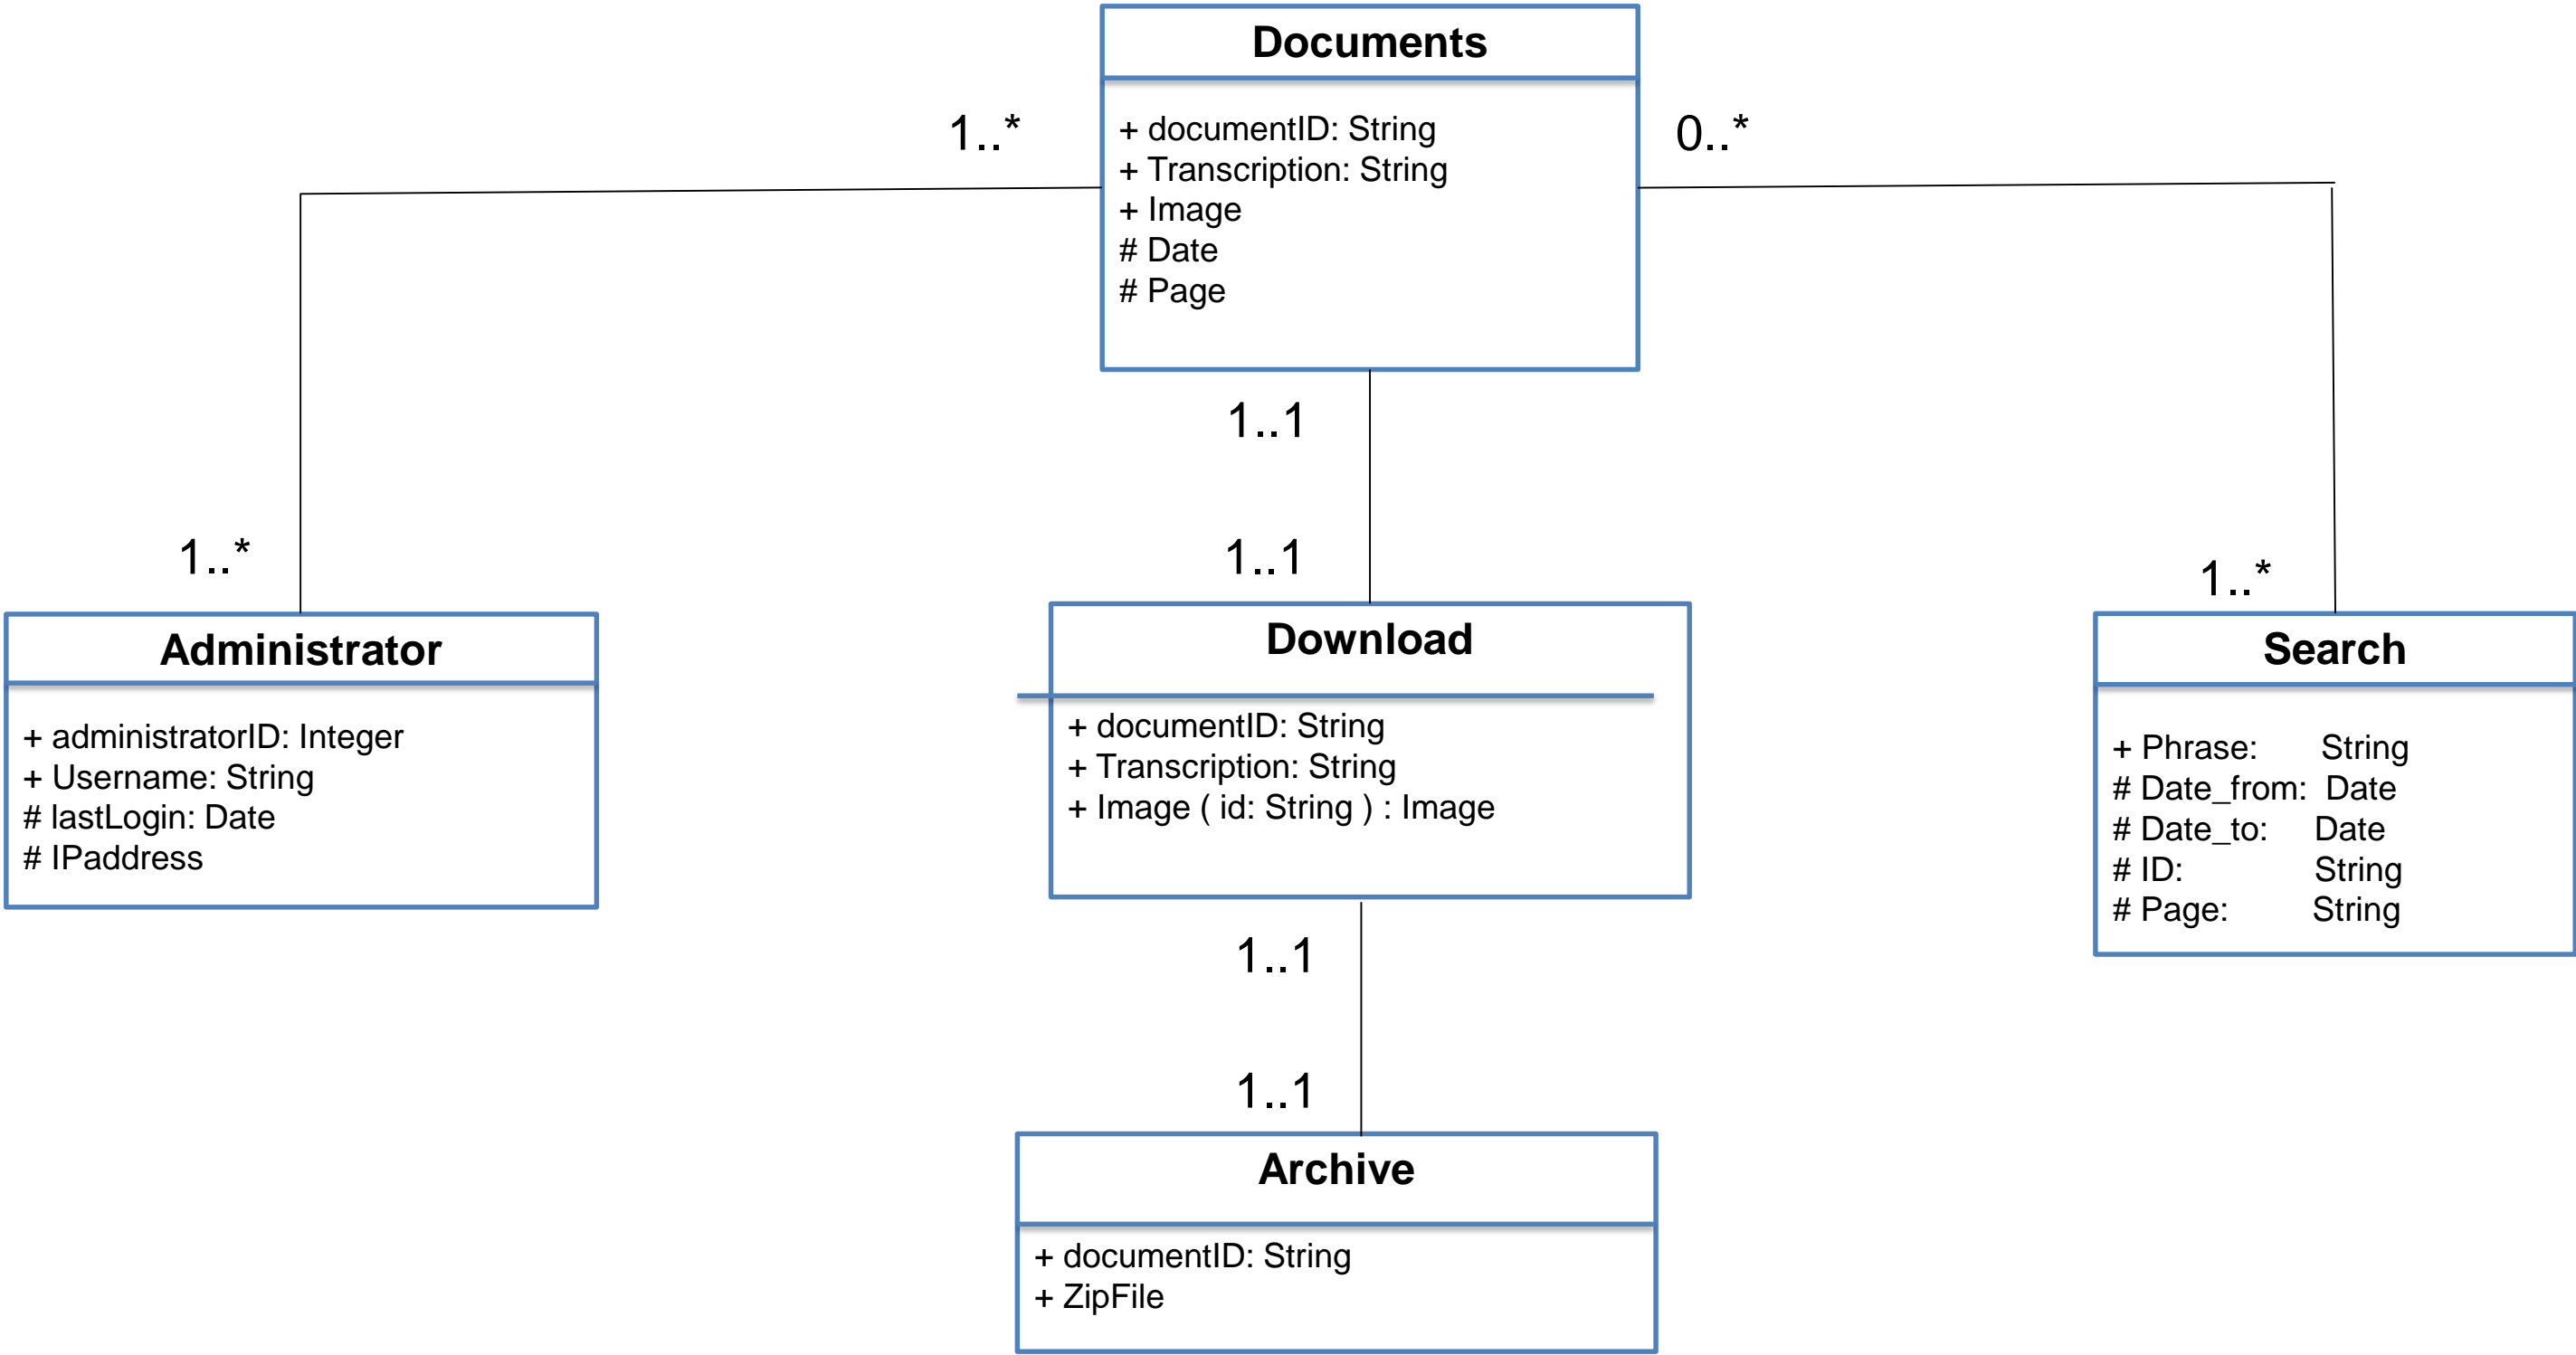 Documents
+ documentID: String
+ Transcription: String
+ Image
# Date
# Page
1..*
0..*
1..1
1..*
1..1
1..*
Administrator
+ administratorID: Integer
+ Username: String
# lastLogin: Date
# IPaddress
Download
+ documentID: String
+ Transcription: String
+ Image ( id: String ) : Image
Search
+ Phrase: String
# Date_from: Date
# Date_to: Date
# ID: String
# Page: String
1..1
1..1
Archive
+ documentID: String
+ ZipFile